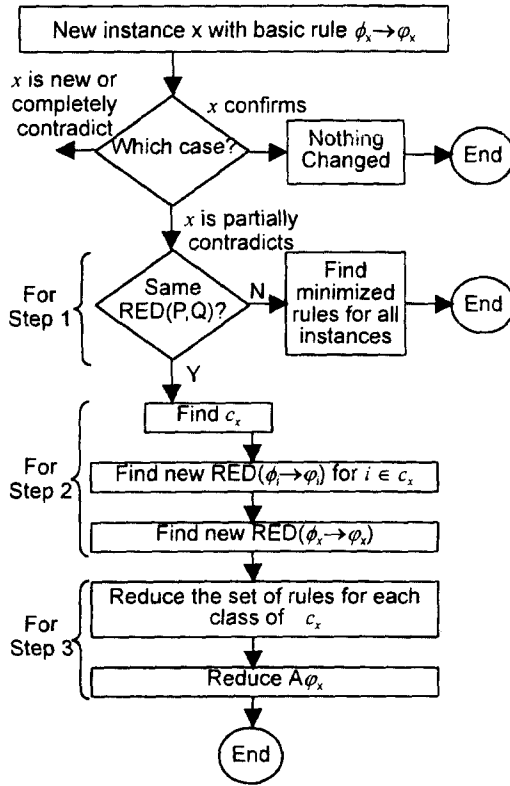 New instance x with basic rule ϕₓ→φₓ
x is new or
completely
contradict
x confirms
Which case?
Nothing
Changed
End
x is partially
contradicts
For
Step 1
Same
RED(P,Q)?
N
Find
minimized
rules for all
instances
End
Y
For
Step 2
Find cₓ
Find new RED(ϕᵢ→φᵢ) for i ∈ cₓ
Find new RED(ϕₓ→φₓ)
For
Step 3
Reduce the set of rules for each
class of cₓ
Reduce Aφₓ
End